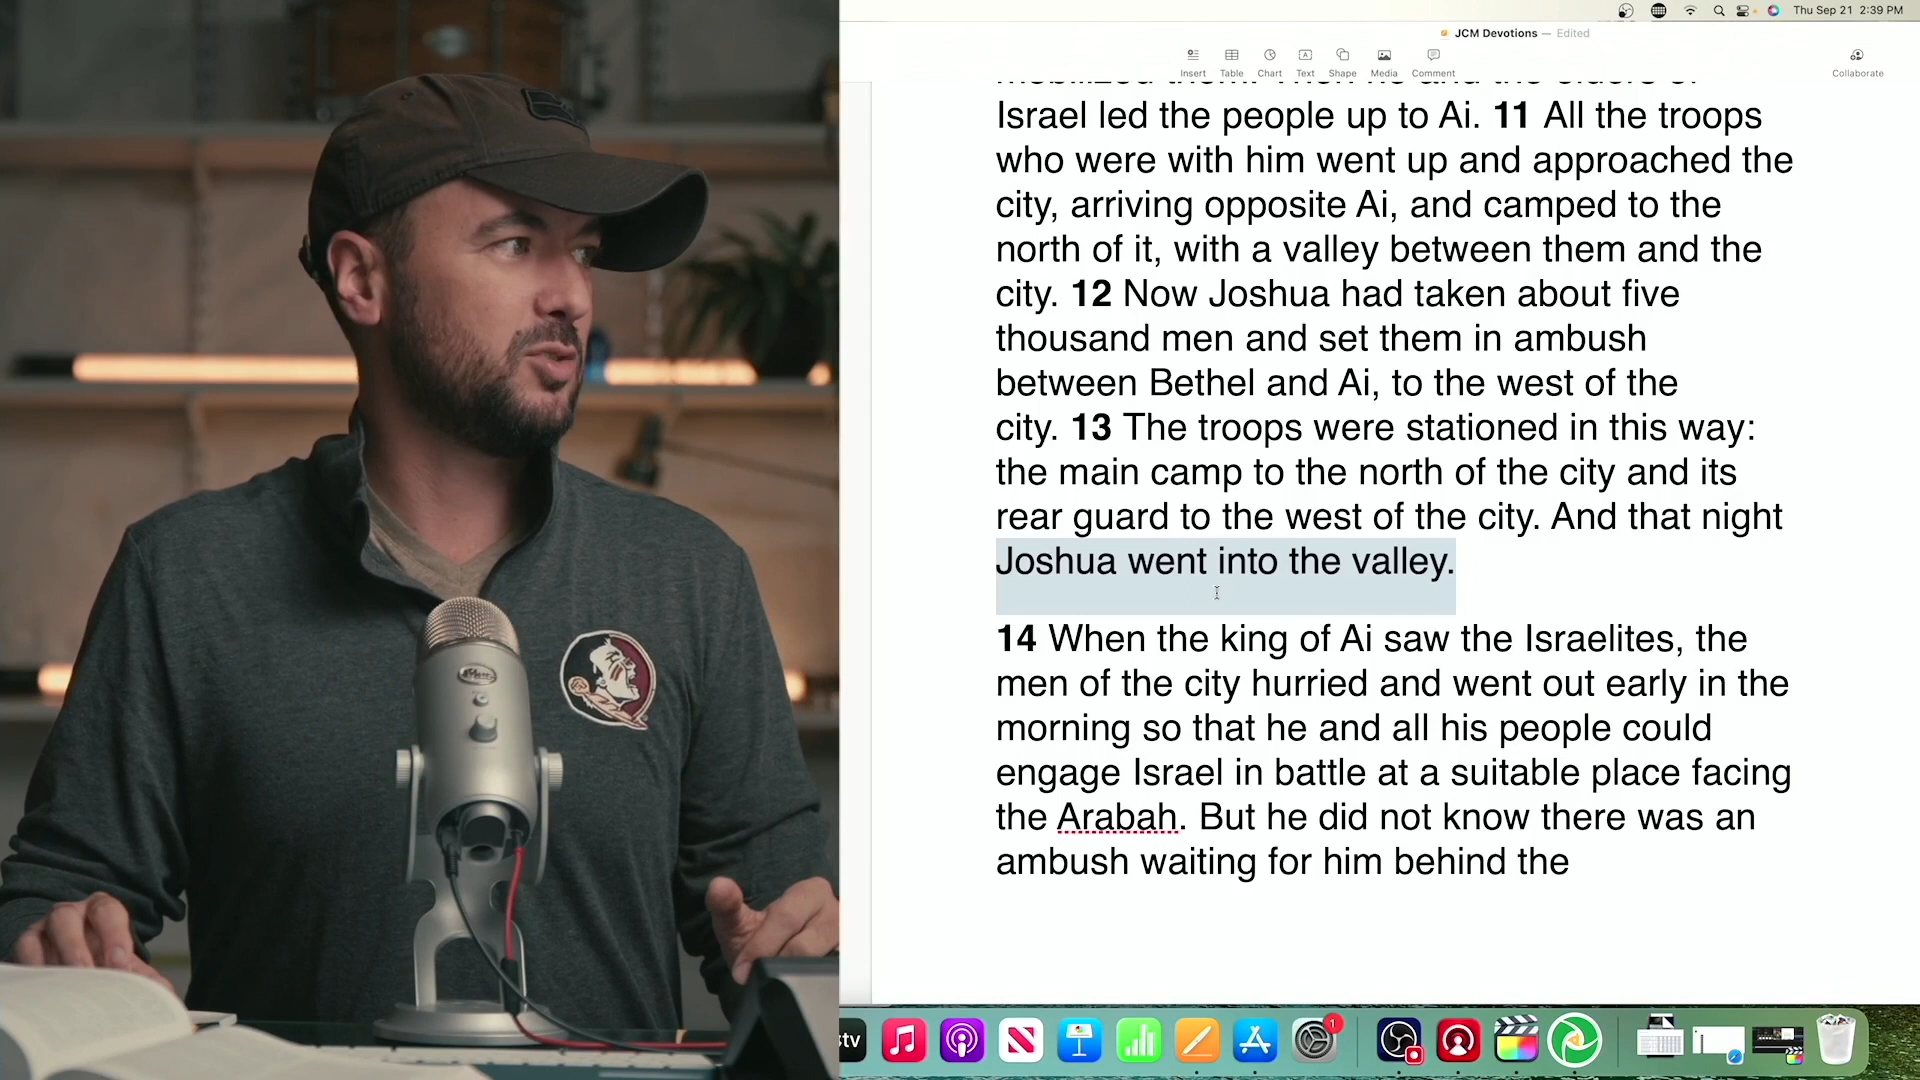 Thu Sep 21 2:39 PM
JCM Devotions — Edited
Insert Table Chart Text Shape Media Comment
Collaborate
Israel led the people up to Ai. 11 All the troops
who were with him went up and approached the
city, arriving opposite Ai, and camped to the
north of it, with a valley between them and the
city. 12 Now Joshua had taken about five
thousand men and set them in ambush
between Bethel and Ai, to the west of the
city. 13 The troops were stationed in this way:
the main camp to the north of the city and its
rear guard to the west of the city. And that night
Joshua went into the valley.
14 When the king of Ai saw the Israelites, the
men of the city hurried and went out early in the
morning so that he and all his people could
engage Israel in battle at a suitable place facing
the Arabah. But he did not know there was an
ambush waiting for him behind the
tv
1